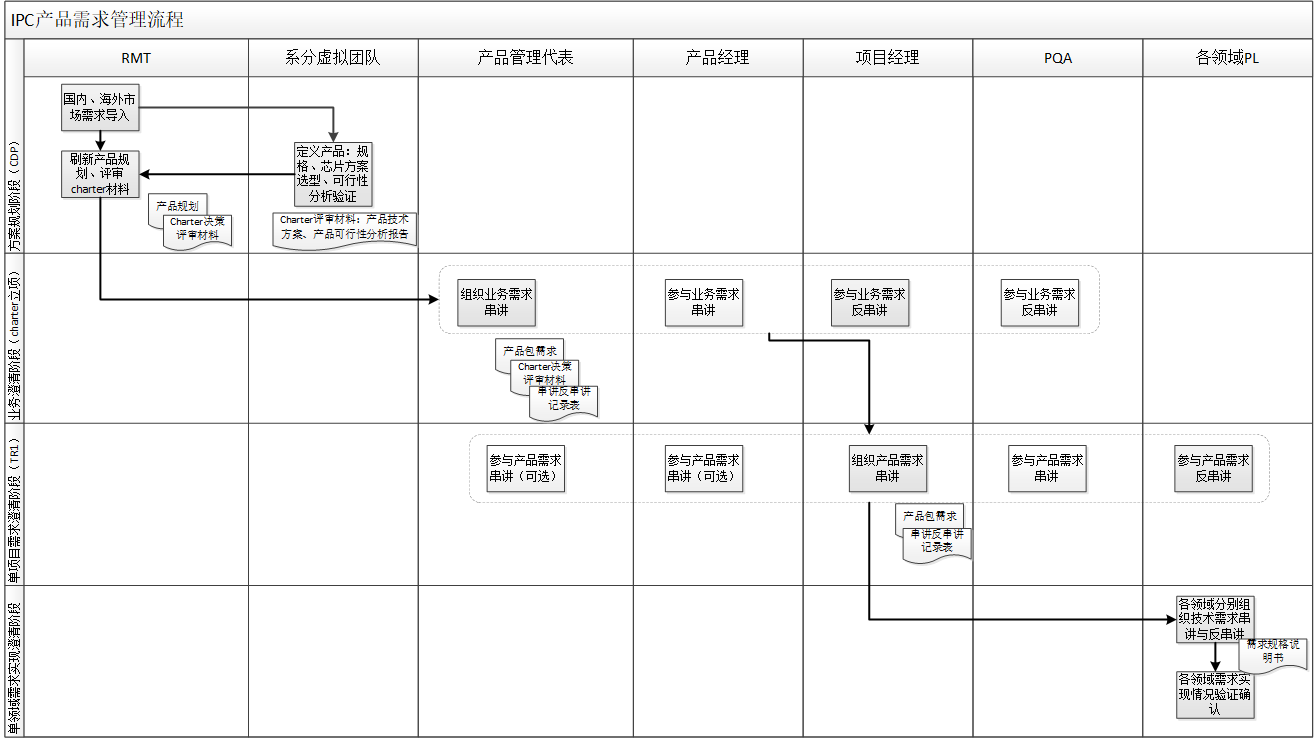 IPC产品需求管理流程
RMT
系分虚拟团队
产品管理代表
产品经理
项目经理
PQA
各领域PL
方案规划阶段（CDP）
国内、海外市
场需求导入
刷新产品规
划、评审
charter材料
产品规划
Charter决策
评审材料
定义产品：规
格、芯片方案
选型、可行性
分析验证
Charter评审材料：产品技术
方案、产品可行性分析报告
业务澄清阶段（charter立项）
组织业务需求
串讲
参与业务需求
串讲
参与业务需求
反串讲
参与业务需求
反串讲
产品包需求
Charter决策
评审材料
串讲反串讲
记录表
单项目需求澄清阶段（TR1）
参与产品需求
串讲（可选）
参与产品需求
串讲（可选）
组织产品需求
串讲
参与产品需求
串讲
参与产品需求
反串讲
产品包需求
串讲反串讲
记录表
单领域需求实现澄清阶段
各领域分别组
织技术需求串
讲与反串讲
需求规格说
明书
各领域需求实
现情况验证确
认